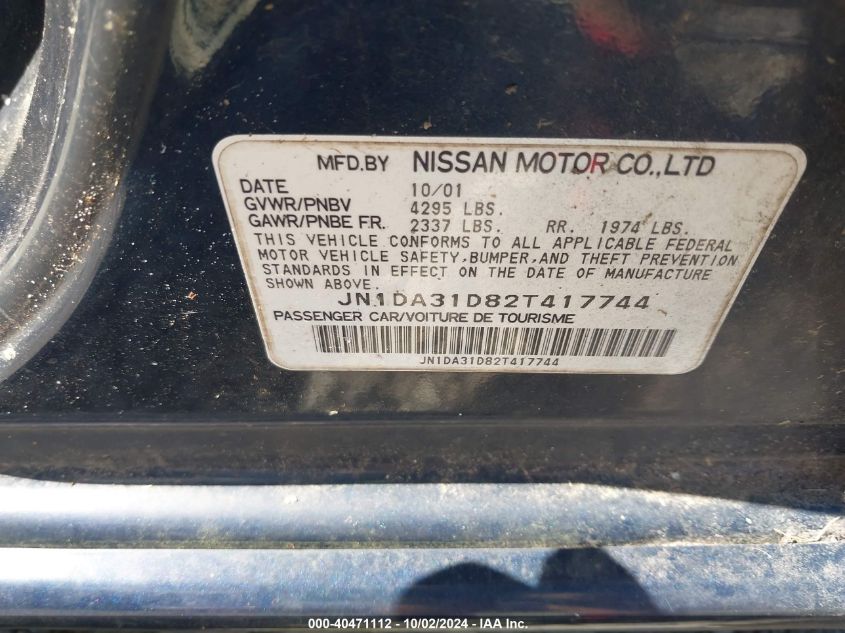 MFD.BY NISSAN MOTOR CO.,LTD
DATE 10/01
GVWR/PNBV 4295 LBS.
GAWR/PNBE FR. 2337 LBS. RR. 1974 LBS.
THIS VEHICLE CONFORMS TO ALL APPLICABLE FEDERAL
MOTOR VEHICLE SAFETY, BUMPER, AND THEFT PREVENTION
STANDARDS IN EFFECT ON THE DATE OF MANUFACTURE
SHOWN ABOVE.
JN1DA31D82T417744
PASSENGER CAR/VOITURE DE TOURISME
JN1DA31D82T417744
000-40471112 - 10/02/2024 - IAA Inc.